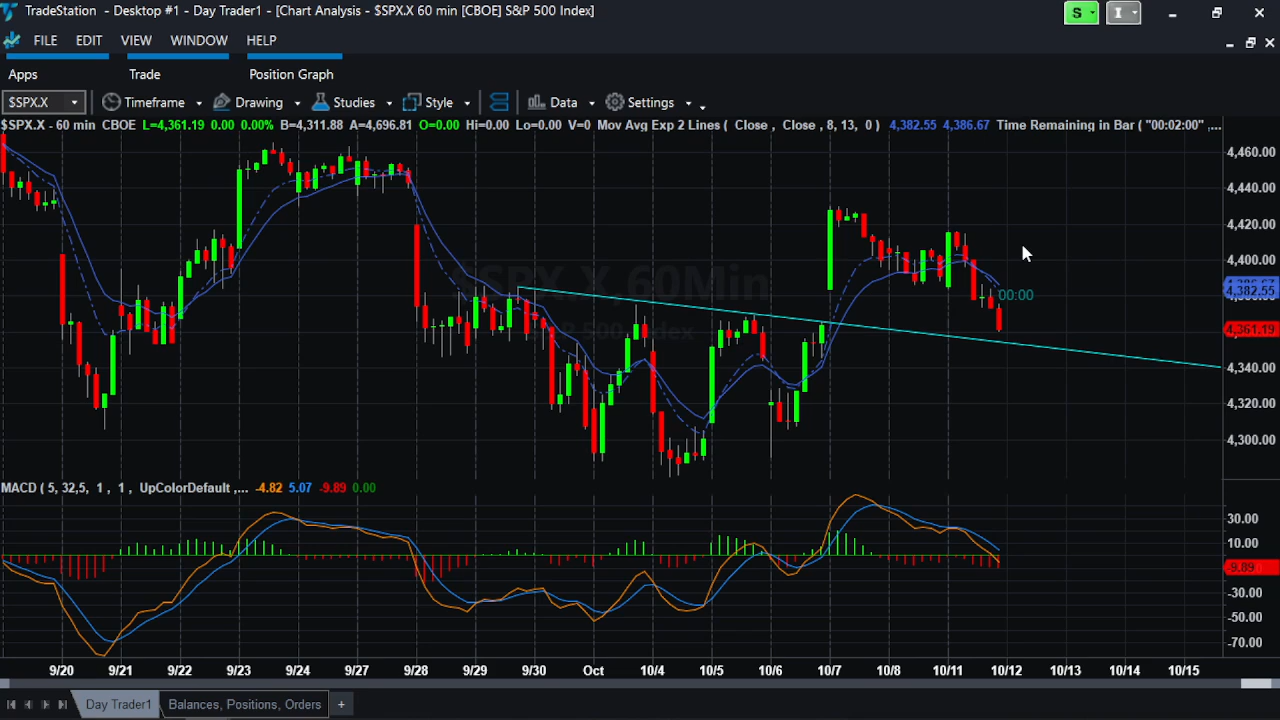 TradeStation - Desktop #1 - Day Trader1 - [Chart Analysis - $SPX.X 60 min [CBOE] S&P 500 Index]
S
I
FILE EDIT VIEW WINDOW HELP
Apps Trade Position Graph
$SPX.X Timeframe Drawing Studies Style Data Settings
$SPX.X - 60 min CBOE L=4,361.19 0.00 0.00% B=4,311.88 A=4,696.81 O=0.00 Hi=0.00 Lo=0.00 V=0 Mov Avg Exp 2 Lines ( Close , Close , 8, 13, 0 ) 4,382.55 4,386.67 Time Remaining in Bar ( "00:02:00" ,...
4,460.00
4,440.00
4,420.00
4,400.00
$SPX.X 60Min
4,382.55
00:00
4,361.19
S&P 500 Index
4,340.00
4,320.00
4,300.00
MACD ( 5, 32,5, 1 , 1 , UpColorDefault ,... -4.82 5.07 -9.89 0.00
30.00
10.00
-9.89
-30.00
-50.00
-70.00
9/20 9/21 9/22 9/23 9/24 9/27 9/28 9/29 9/30 Oct 10/4 10/5 10/6 10/7 10/8 10/11 10/12 10/13 10/14 10/15
Day Trader1 Balances, Positions, Orders +